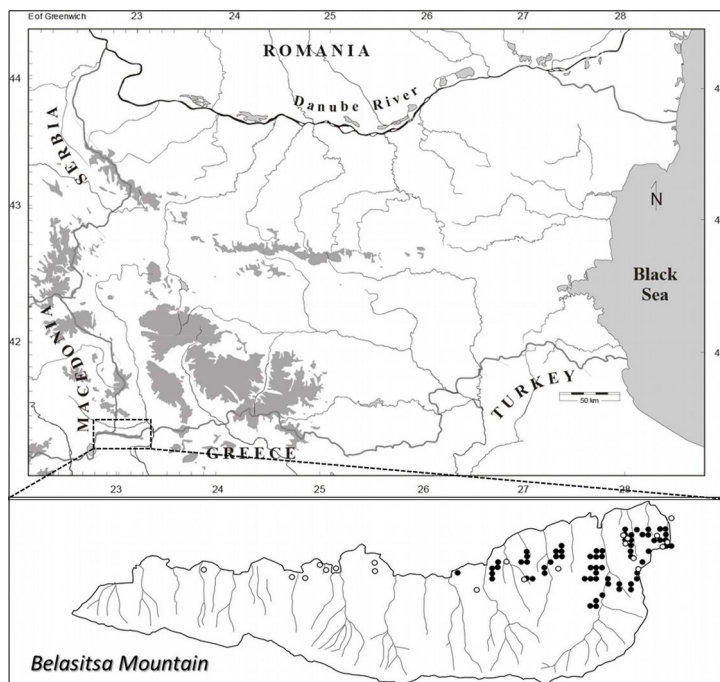 E of Greenwich 23 24 25 26 27 28
ROMANIA
44
Danube River
SERBIA
43
N
Black
Sea
MACEDONIA
42
TURKEY
50 km
GREECE
23 24 25 26 27 28
Belasitsa Mountain